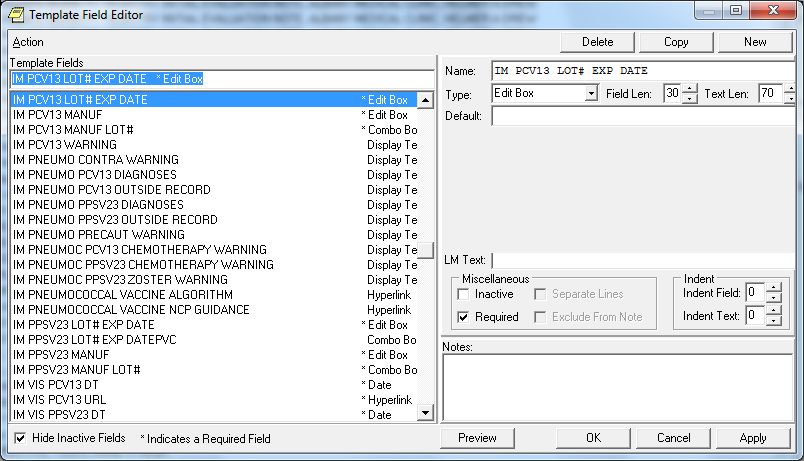 Template Field Editor
Action
Delete
Copy
New
Template Fields
IM PCV13 LOT# EXP DATE * Edit Box
IM PCV13 LOT# EXP DATE * Edit Box
IM PCV13 MANUF * Edit Box
IM PCV13 MANUF LOT# * Combo Bo
IM PCV13 WARNING Display Te
IM PNEUMO CONTRA WARNING Display Te
IM PNEUMO PCV13 DIAGNOSES Display Te
IM PNEUMO PCV13 OUTSIDE RECORD Display Te
IM PNEUMO PPSV23 DIAGNOSES Display Te
IM PNEUMO PPSV23 OUTSIDE RECORD Display Te
IM PNEUMO PRECAUT WARNING Display Te
IM PNEUMOC PCV13 CHEMOTHERAPY WARNING Display Te
IM PNEUMOC PPSV23 CHEMOTHERAPY WARNING Display Te
IM PNEUMOC PPSV23 ZOSTER WARNING Display Te
IM PNEUMOCOCCAL VACCINE ALGORITHM Hyperlink
IM PNEUMOCOCCAL VACCINE NCP GUIDANCE Hyperlink
IM PPSV23 LOT# EXP DATE * Edit Box
IM PPSV23 LOT# EXP DATEPVC Combo Bo
IM PPSV23 MANUF * Edit Box
IM PPSV23 MANUF LOT# * Combo Bo
IM VIS PCV13 DT * Date
IM VIS PCV13 URL * Hyperlink
IM VIS PPSV23 DT * Date
Hide Inactive Fields * Indicates a Required Field
Name: IM PCV13 LOT# EXP DATE
Type: Edit Box Field Len: 30 Text Len: 70
Default:
LM Text:
Miscellaneous
Inactive Separate Lines
Required Exclude From Note
Indent
Indent Field: 0
Indent Text: 0
Notes:
Preview
OK
Cancel
Apply